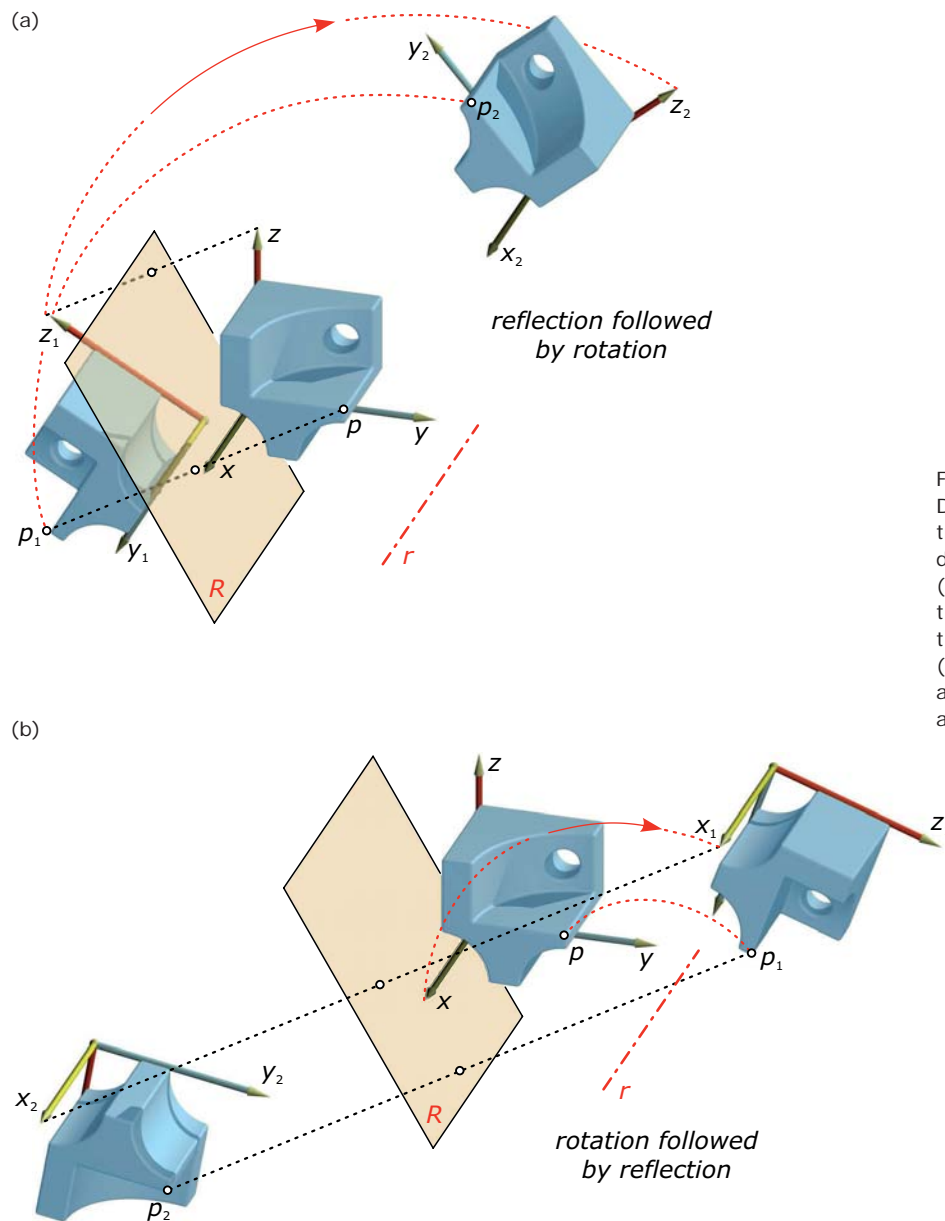 (a)
y₂
p₂
z₂
x₂
z
z₁
reflection followed
by rotation
p
y
x
p₁
y₁
r
R
F
D
t
d
(
t
t
(
a
a
(b)
z
x₁
z
p
y
p₁
x
y₂
x₂
r
R
rotation followed
by reflection
p₂